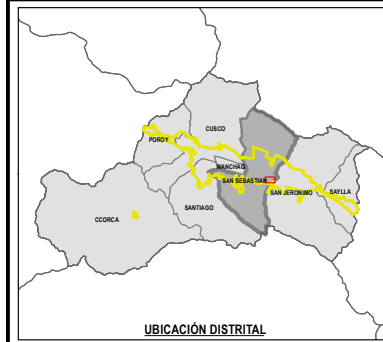 CUSCO
POROY
WANCHAQ
SAN SEBASTIAN
SAN JERONIMO
SAYLLA
CCORCA
SANTIAGO
UBICACIÓN DISTRITAL